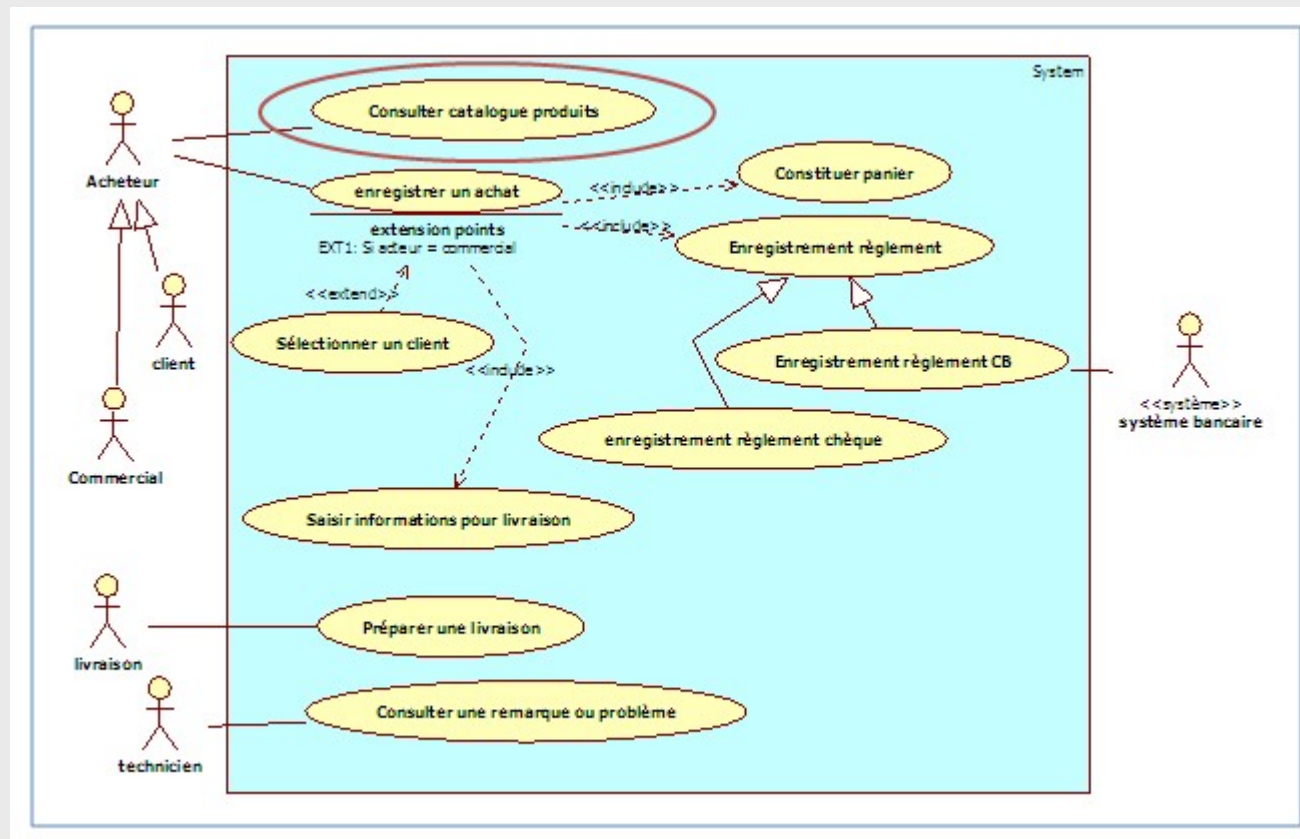 System
Consulter catalogue produits
Acheteur
enregistrer un achat
<<include>>
Constituer panier
extension points
EXT1: Si acteur = commercial
<<include>>
Enregistrement règlement
<<extend>>
Sélectionner un client
client
<<include>>
Enregistrement règlement CB
<<système>>
système bancaire
enregistrement règlement chèque
Commercial
Saisir informations pour livraison
Préparer une livraison
livraison
Consulter une remarque ou problème
technicien